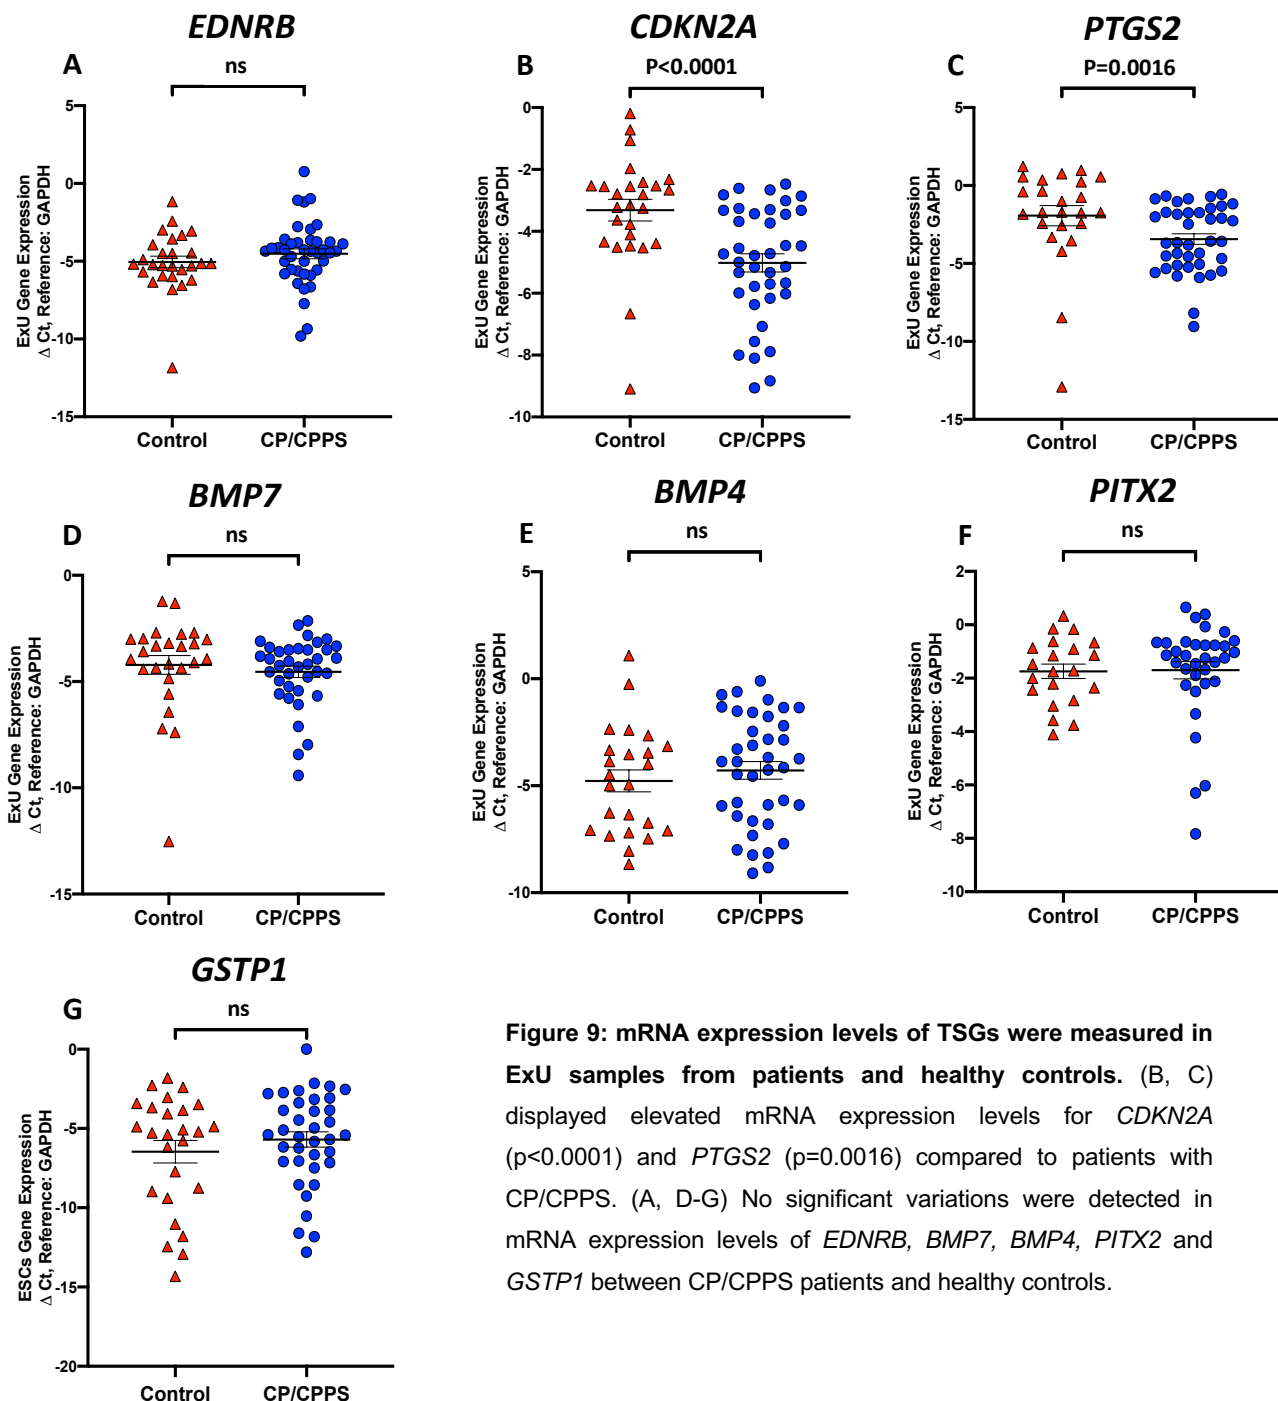 EDNRB
A
ns
ExU Gene Expression
Δ Ct, Reference: GAPDH
5
0
-5
-10
-15
Control
CP/CPPS
CDKN2A
B
P<0.0001
ExU Gene Expression
Δ Ct, Reference: GAPDH
0
-2
-4
-6
-8
-10
Control
CP/CPPS
PTGS2
C
P=0.0016
ExU Gene Expression
Δ Ct, Reference: GAPDH
5
0
-5
-10
-15
Control
CP/CPPS
BMP7
D
ns
ExU Gene Expression
Δ Ct, Reference: GAPDH
0
-5
-10
-15
Control
CP/CPPS
BMP4
E
ns
ExU Gene Expression
Δ Ct, Reference: GAPDH
5
0
-5
-10
Control
CP/CPPS
PITX2
F
ns
ExU Gene Expression
Δ Ct, Reference: GAPDH
2
0
-2
-4
-6
-8
-10
Control
CP/CPPS
GSTP1
G
ns
ESCs Gene Expression
Δ Ct, Reference: GAPDH
0
-5
-10
-15
-20
Control
CP/CPPS
Figure 9: mRNA expression levels of TSGs were measured in
ExU samples from patients and healthy controls. (B, C)
displayed elevated mRNA expression levels for CDKN2A
(p<0.0001) and PTGS2 (p=0.0016) compared to patients with
CP/CPPS. (A, D-G) No significant variations were detected in
mRNA expression levels of EDNRB, BMP7, BMP4, PITX2 and
GSTP1 between CP/CPPS patients and healthy controls.